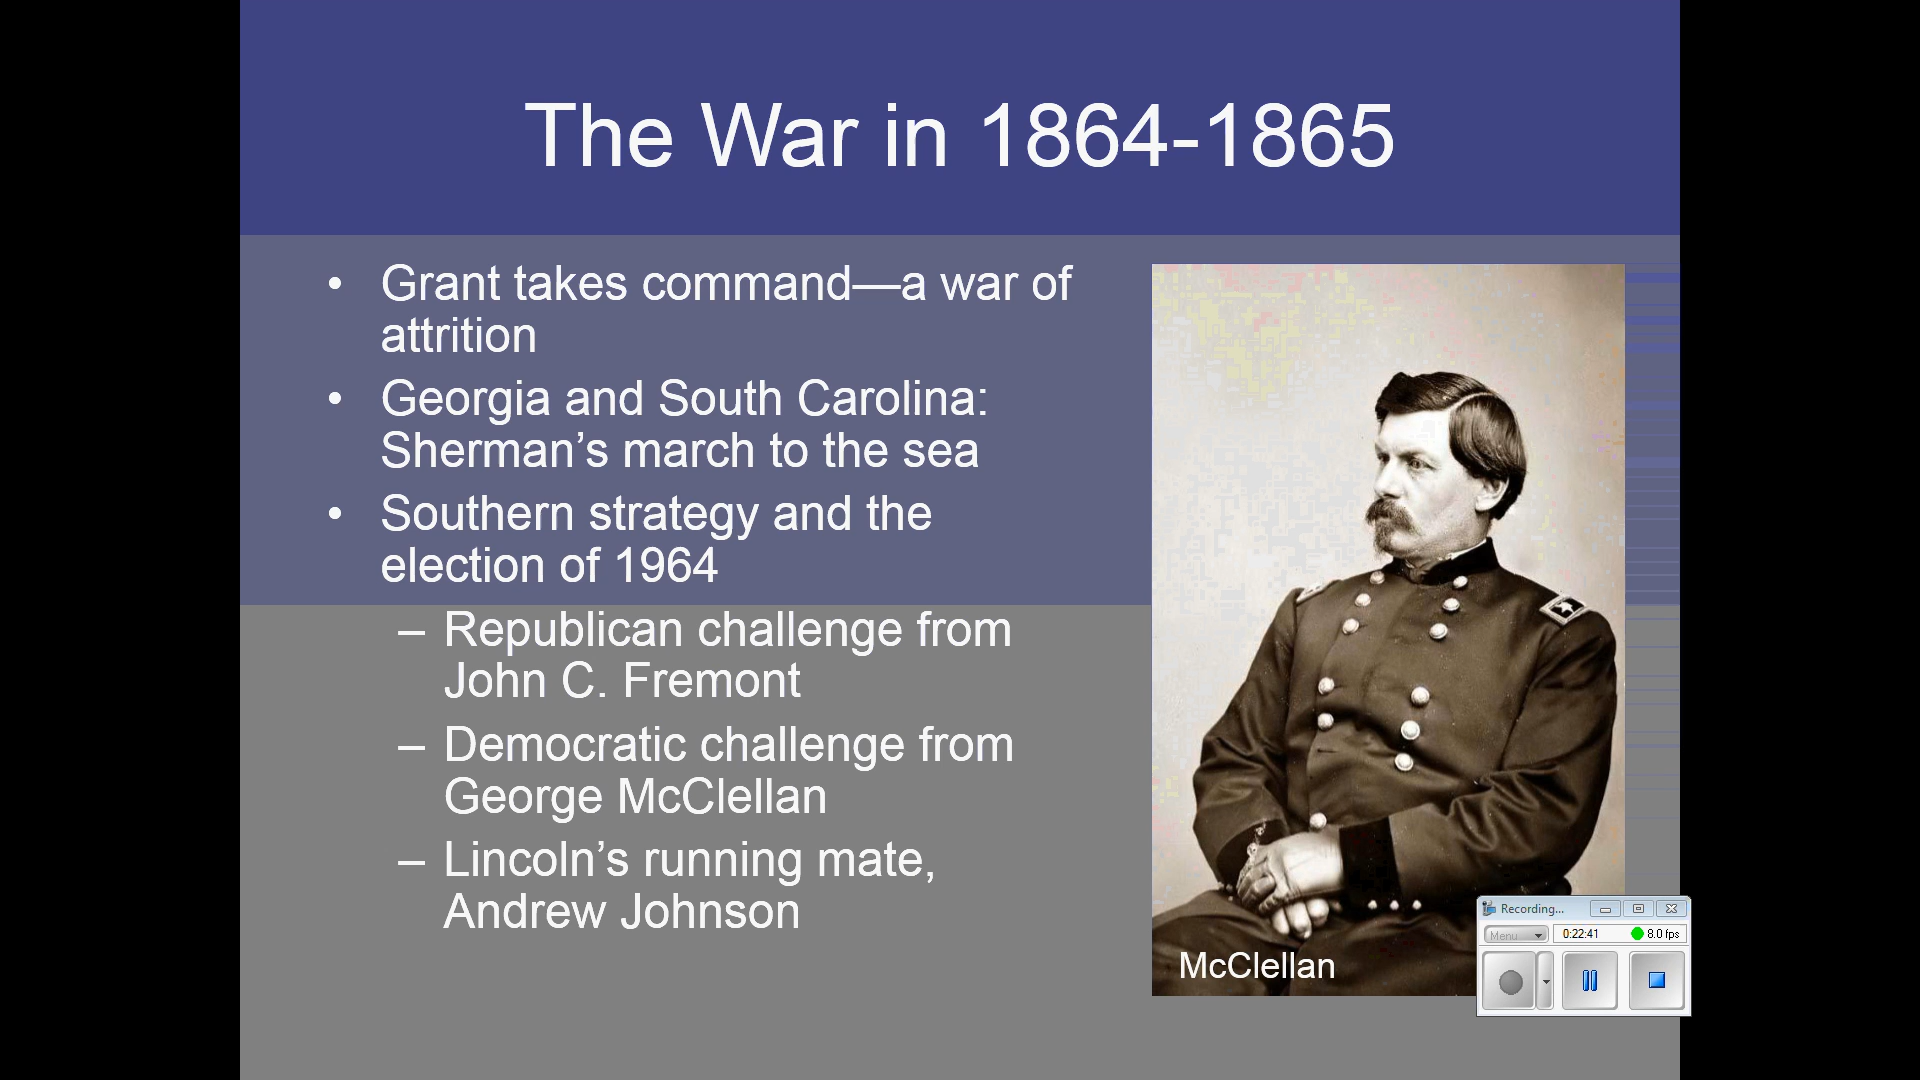 The War in 1864-1865
• Grant takes command—a war of
attrition
• Georgia and South Carolina:
Sherman’s march to the sea
• Southern strategy and the
election of 1964
– Republican challenge from
John C. Fremont
– Democratic challenge from
George McClellan
– Lincoln’s running mate,
Andrew Johnson
McClellan
Recording...
Menu
0:22:41
8.0 fps